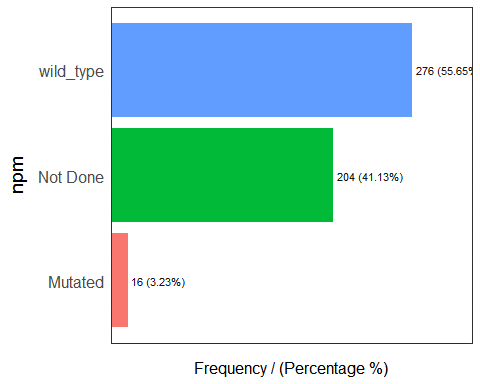 wild_type
276 (55.65%
Not Done
204 (41.13%)
Mutated
16 (3.23%)
npm
Frequency / (Percentage %)